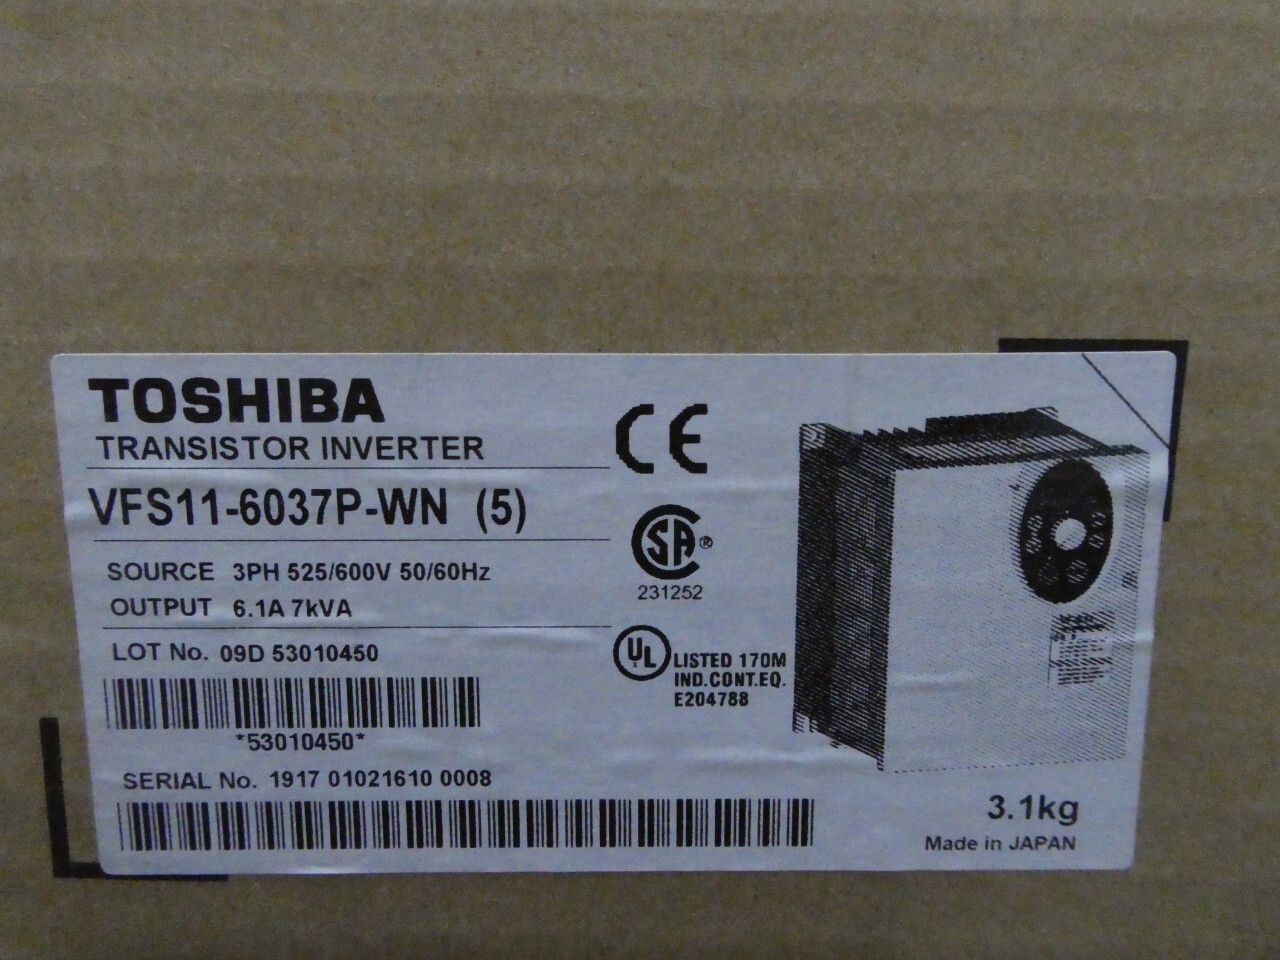 TOSHIBA
TRANSISTOR INVERTER
VFS11-6037P-WN (5)
SOURCE 3PH 525/600V 50/60Hz
OUTPUT 6.1A 7kVA
LOT No. 09D 53010450
*53010450*
SERIAL No. 1917 01021610 0008
CE
SA ®
231252
UL
LISTED 170M
IND.CONT.EQ.
E204788
3.1kg
Made in JAPAN